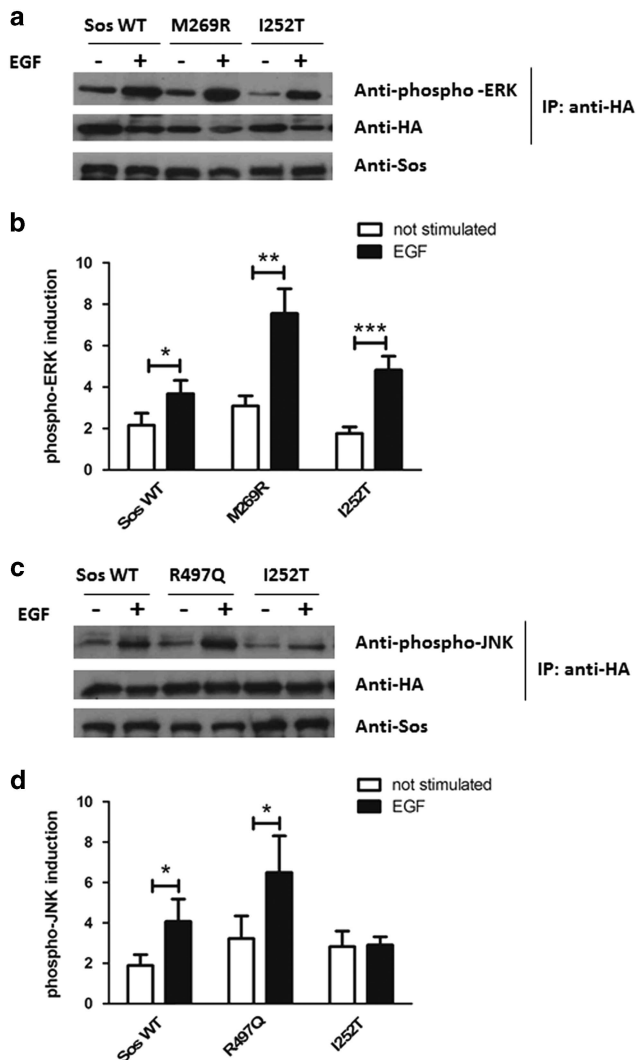 a
Sos WT M269R I252T
EGF - + - + - +
Anti-phospho -ERK
Anti-HA
IP: anti-HA
Anti-Sos
b
not stimulated
EGF
phospho-ERK induction
10
8
6
4
2
0
*
**
***
Sos WT
M269R
I252T
c
Sos WT R497Q I252T
EGF - + - + - +
Anti-phospho-JNK
Anti-HA
IP: anti-HA
Anti-Sos
d
not stimulated
EGF
phospho-JNK induction
10
8
6
4
2
0
*
*
Sos WT
R497Q
I252T